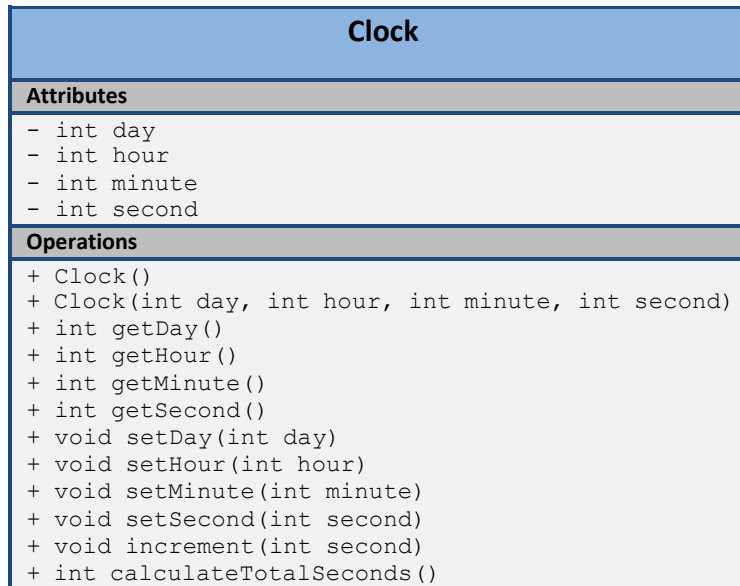 Clock
Attributes
- int day
- int hour
- int minute
- int second
Operations
+ Clock()
+ Clock(int day, int hour, int minute, int second)
+ int getDay()
+ int getHour()
+ int getMinute()
+ int getSecond()
+ void setDay(int day)
+ void setHour(int hour)
+ void setMinute(int minute)
+ void setSecond(int second)
+ void increment(int second)
+ int calculateTotalSeconds()